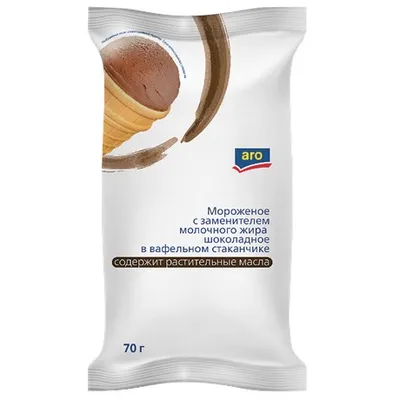 aro
Мороженое
с заменителем
молочного жира
шоколадное
в вафельном стаканчике
содержит растительные масла
70 г